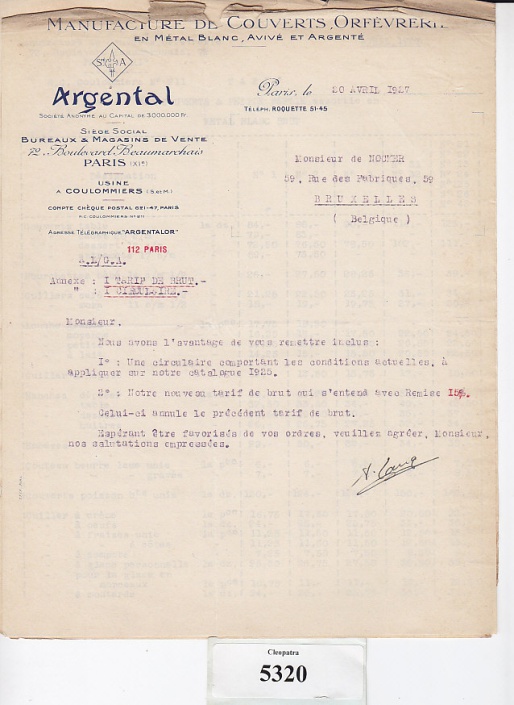 MANUFACTURE DE COUVERTS, ORFÈVRERI
EN MÉTAL BLANC, AVIVÉ ET ARGENTÉ
S A
Argental
SOCIÉTÉ ANONYME AU CAPITAL DE 3.000.000 Fr.
SIÈGE SOCIAL
BUREAUX & MAGASINS DE VENTE
72, Boulevard Beaumarchais
PARIS (XIe)
USINE
A COULOMMIERS (S.et M.)
COMPTE CHÈQUE POSTAL 621-47, PARIS
R.C. COULOMMIERS
ADRESSE TÉLÉGRAPHIQUE "ARGENTALOR"
112 PARIS
Paris, le 20 AVRIL 1927
TÉLÉPH. ROQUETTE 51-45
Monsieur de
59, Rue des Fabriques, 59
BRUXELLES
( Belgique )
Annexe : I TARIF DE BRUT.-
" : I CIRCULAIRE.-
Monsieur.
Nous avons l'avantage de vous remettre inclus :
I° : Une circulaire comportant les conditions actuelles, à
appliquer sur notre catalogue 1925.
2° : Notre nouveau tarif de brut qui s'entend avec Remise I5%.
Celui-ci annule le précédent tarif de brut.
Espérant être favorisés de vos ordres, veuillez agréer, Monsieur,
nos salutations empressées.
Cleopatra
5320